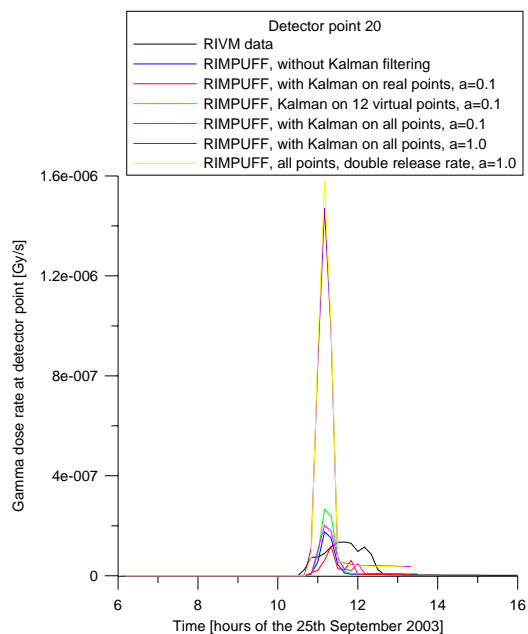 Detector point 20
RIVM data
RIMPUFF, without Kalman filtering
RIMPUFF, with Kalman on real points, a=0.1
RIMPUFF, Kalman on 12 virtual points, a=0.1
RIMPUFF, with Kalman on all points, a=0.1
RIMPUFF, with Kalman on all points, a=1.0
RIMPUFF, all points, double release rate, a=1.0
1.6e-006
1.2e-006
8e-007
4e-007
0
Gamma dose rate at detector point [Gy/s]
6 8 10 12 14 16
Time [hours of the 25th September 2003)